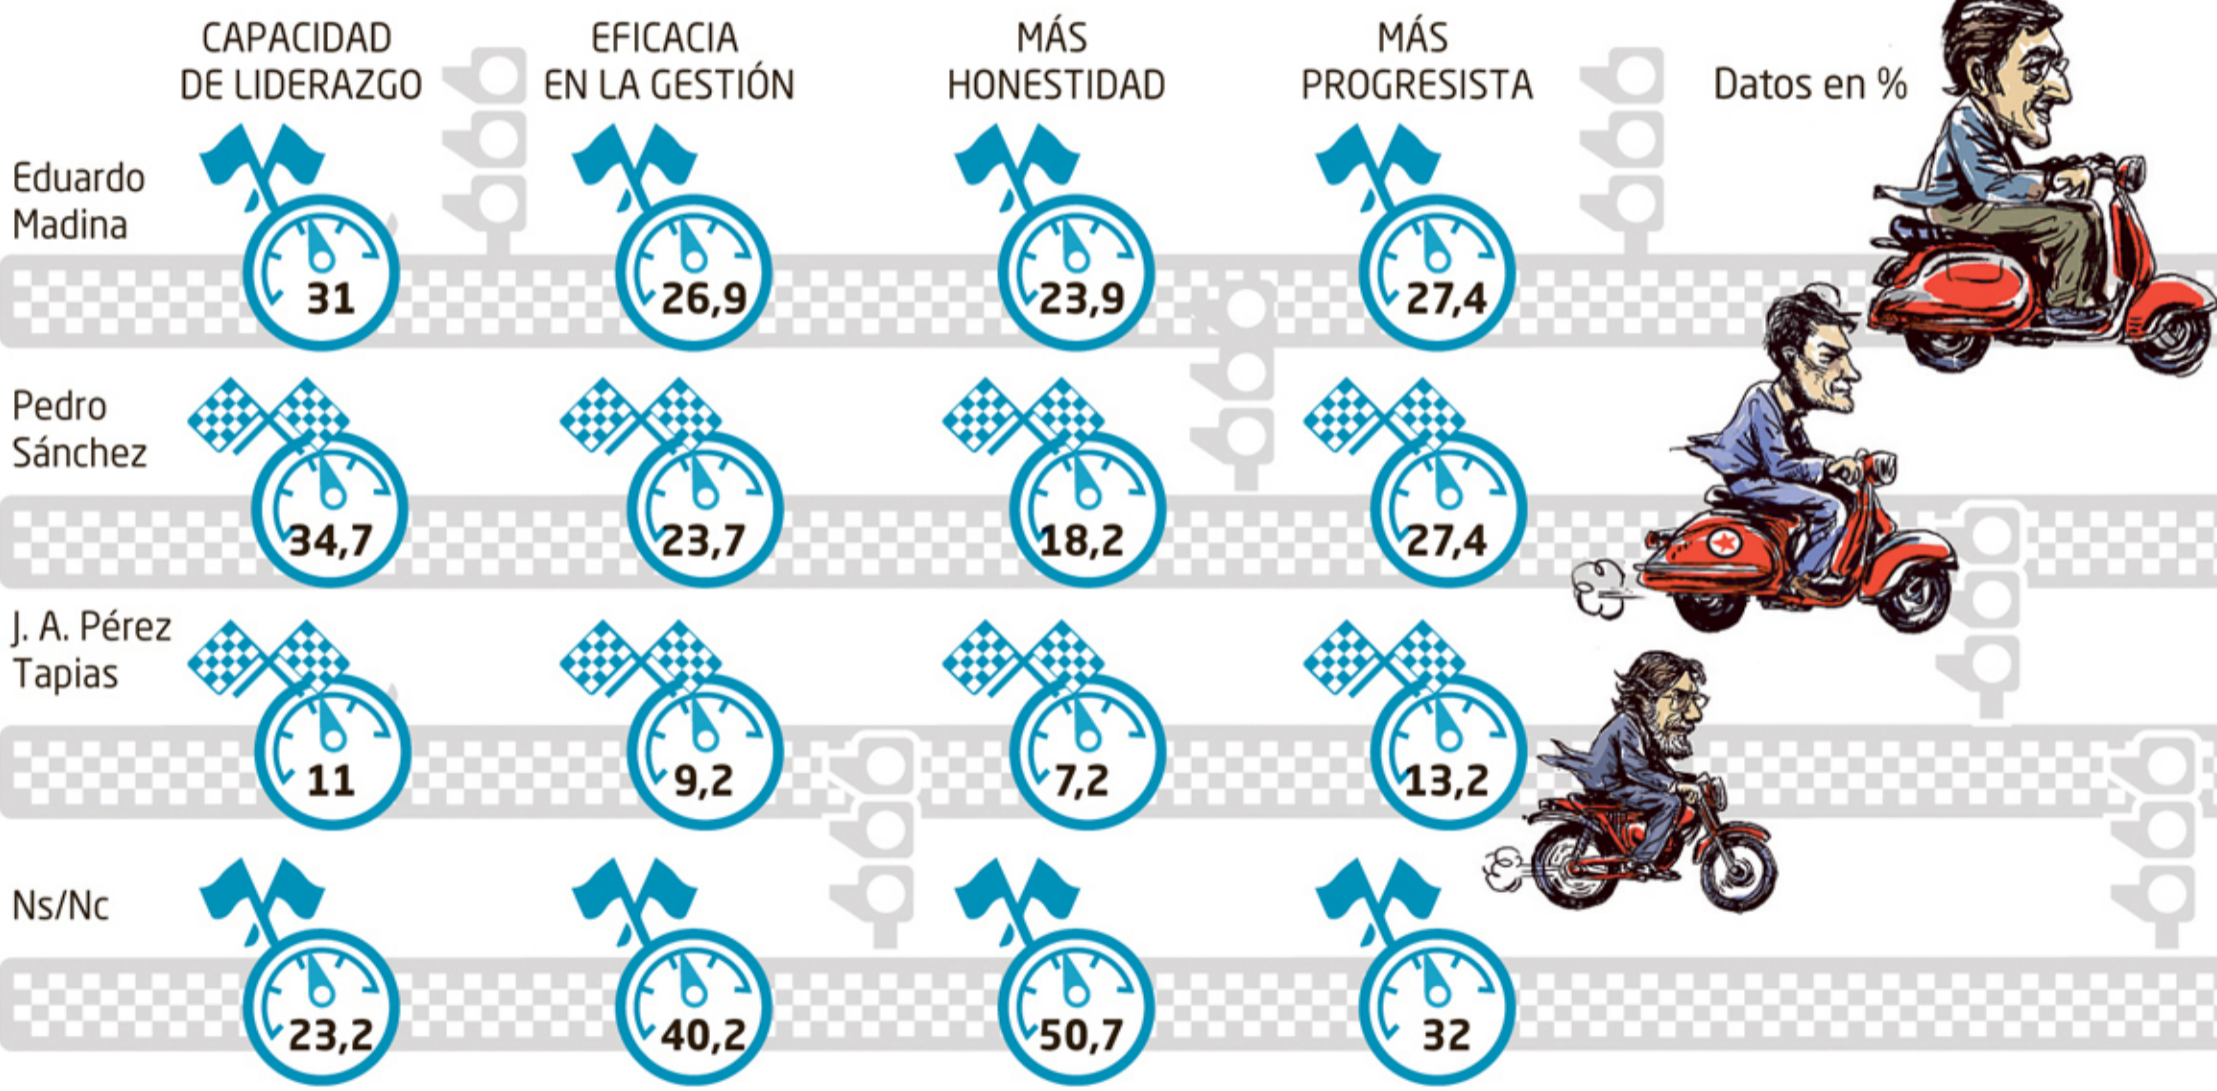 CAPACIDAD
DE LIDERAZGO
EFICACIA
EN LA GESTIÓN
MÁS
HONESTIDAD
MÁS
PROGRESISTA
Datos en %
Eduardo
Madina
31
26,9
23,9
27,4
Pedro
Sánchez
34,7
23,7
18,2
27,4
J. A. Pérez
Tapias
11
9,2
7,2
13,2
Ns/Nc
23,2
40,2
50,7
32